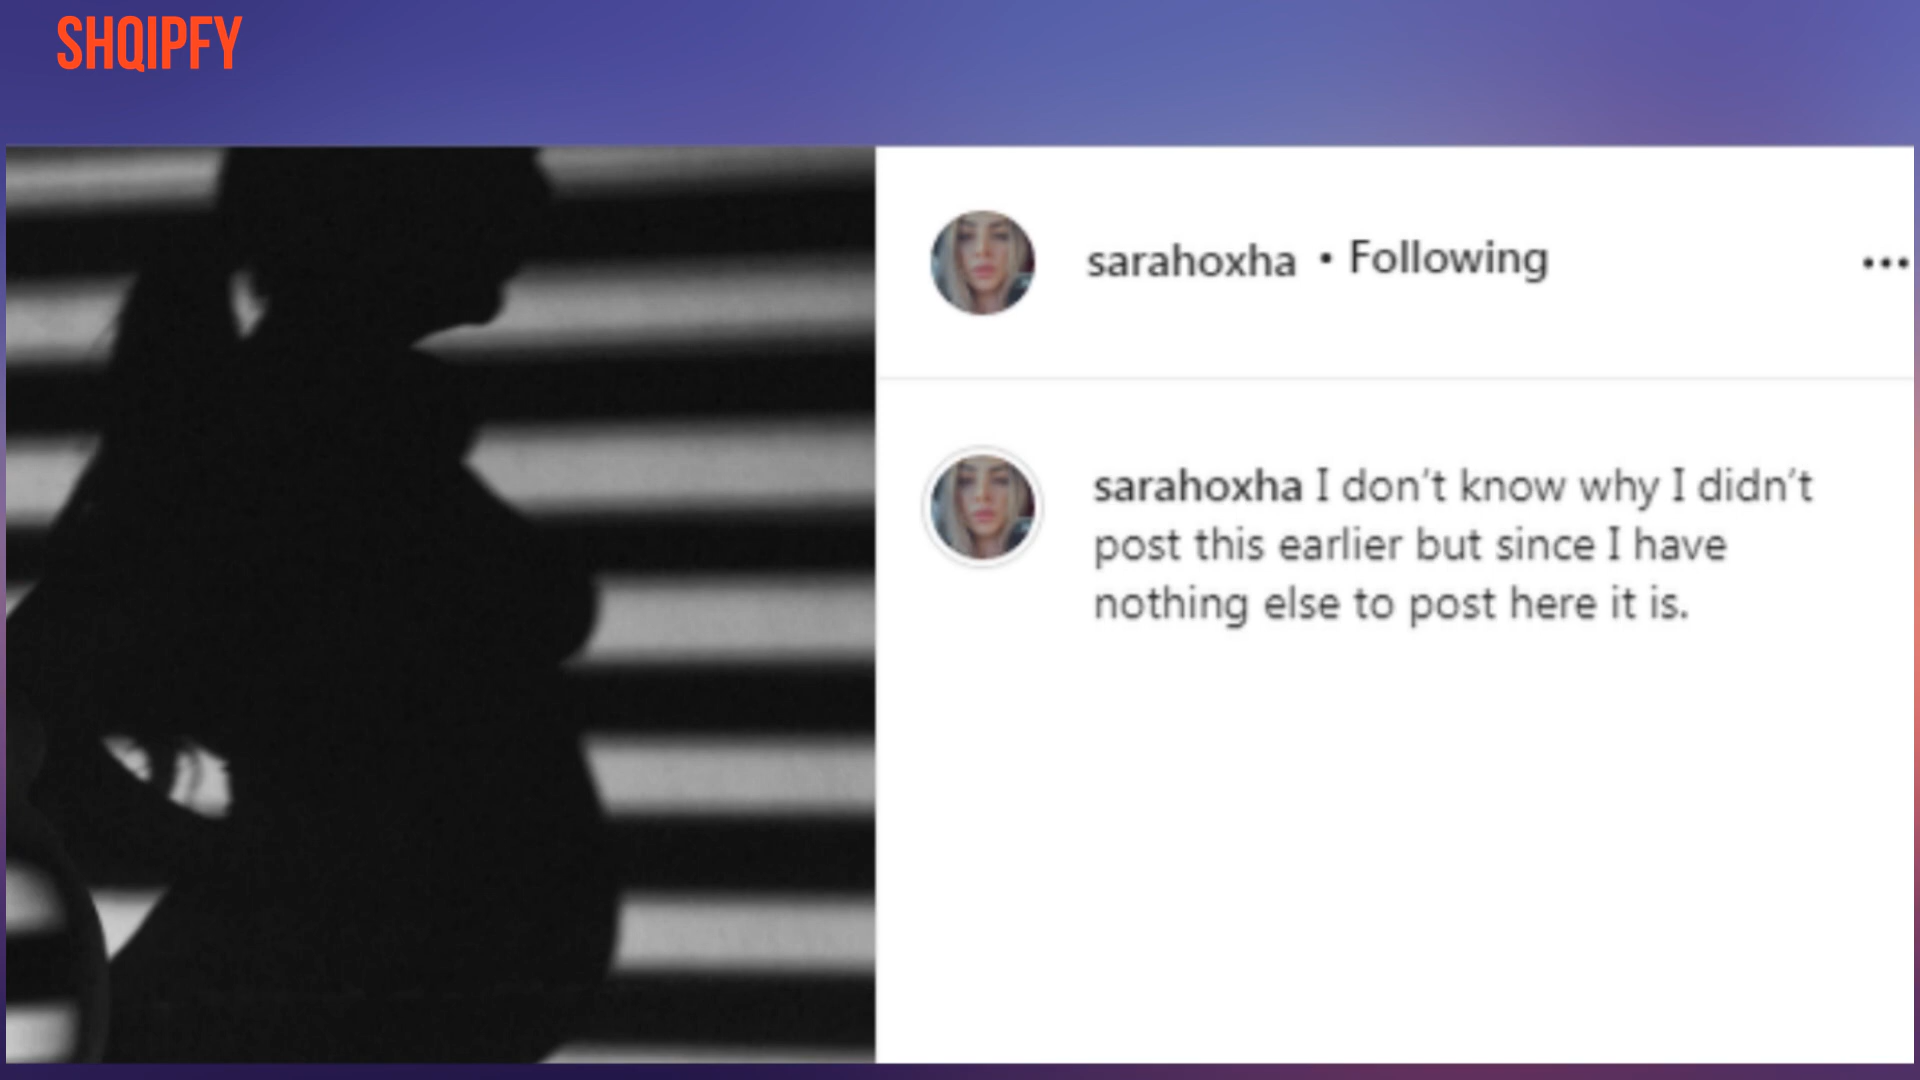 SHQIPFY
sarahoxha • Following
sarahoxha I don’t know why I didn’t
post this earlier but since I have
nothing else to post here it is.